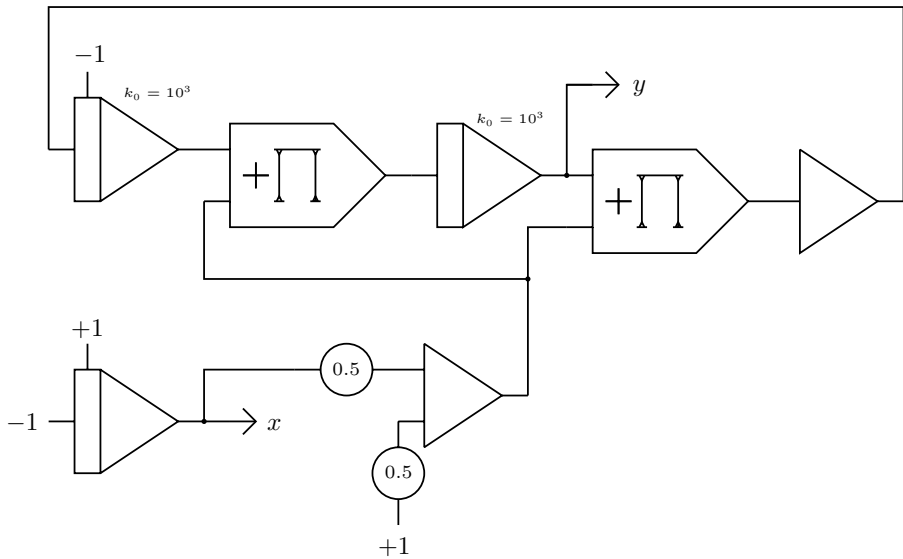 −1
k₀ = 10³
k₀ = 10³
y
+∏
+∏
+1
−1
0.5
x
0.5
+1